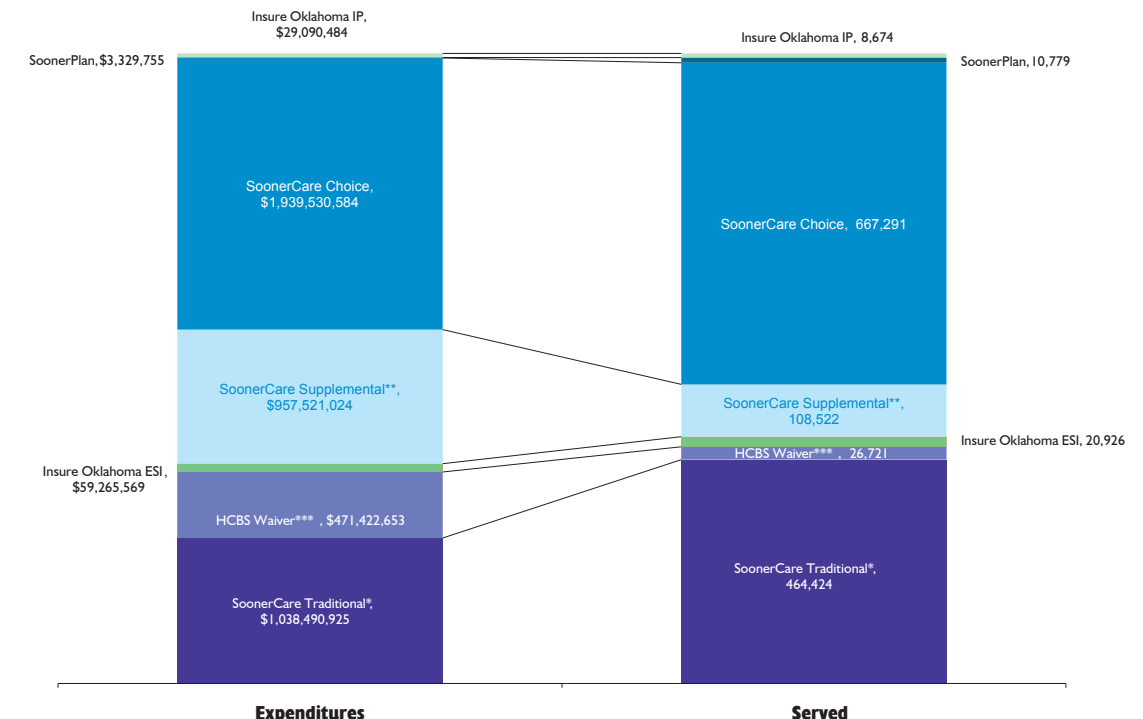 Insure Oklahoma IP,
$29,090,484
SoonerPlan, $3,329,755
SoonerCare Choice,
$1,939,530,584
SoonerCare Supplemental**,
$957,521,024
Insure Oklahoma ESI,
$59,265,569
HCBS Waiver*** , $471,422,653
SoonerCare Traditional*,
$1,038,490,925
Expenditures
Insure Oklahoma IP, 8,674
SoonerPlan, 10,779
SoonerCare Choice, 667,291
SoonerCare Supplemental**,
108,522
Insure Oklahoma ESI, 20,926
HCBS Waiver*** , 26,721
SoonerCare Traditional*,
464,424
Served